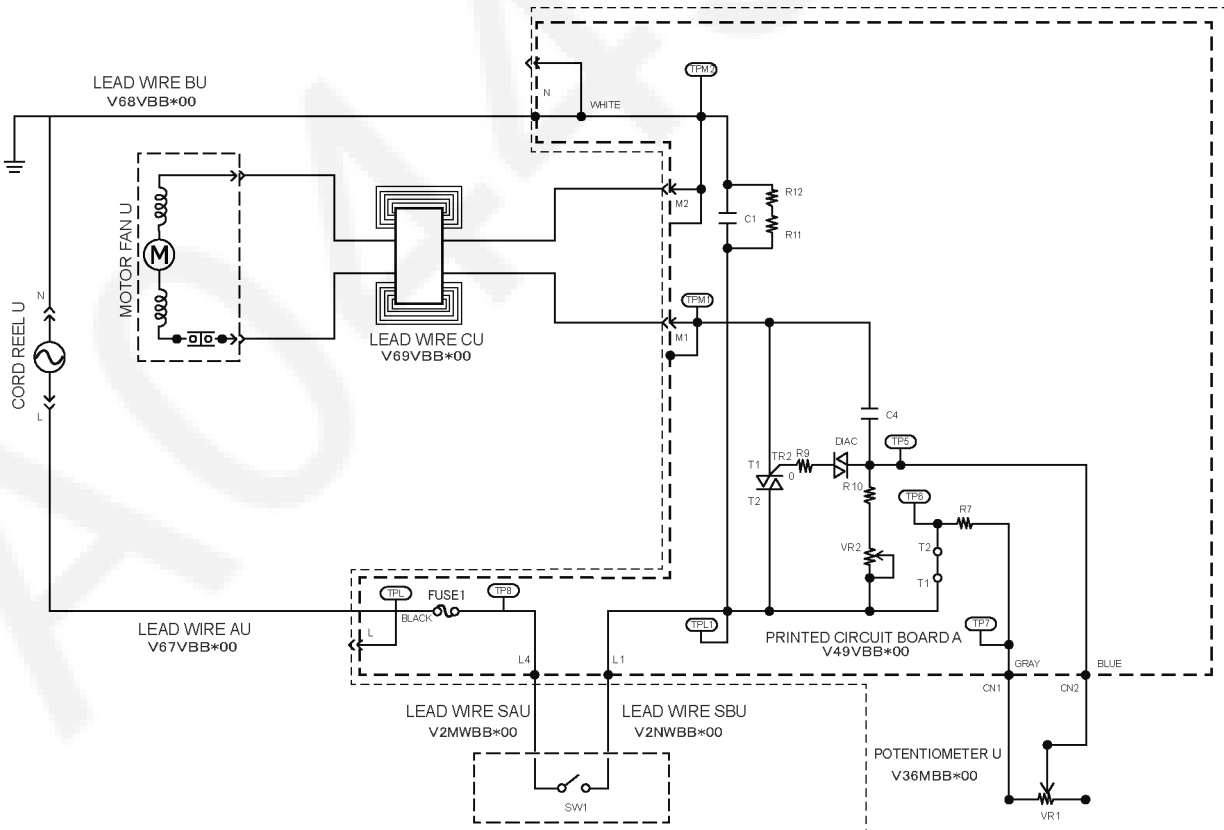 LEAD WIRE BU
V68VBB*00
N
WHITE
TPM2
MOTOR FAN U
M
M2
C1
R12
R11
N
CORD REEL U
L
LEAD WIRE CU
V69VBB*00
TPM1
M1
C4
DIAC
TP5
T1
TR2
R9
0
T2
R10
TP6
R7
VR2
T2
T1
TPL
FUSE1
TP8
BLACK
L
LEAD WIRE AU
V67VBB*00
TPL1
PRINTED CIRCUIT BOARD A
V49VBB*00
TP7
L4
L1
GRAY
BLUE
CN1
CN2
LEAD WIRE SAU
V2MWBB*00
LEAD WIRE SBU
V2NWBB*00
POTENTIOMETER U
V36MBB*00
SW1
VR1